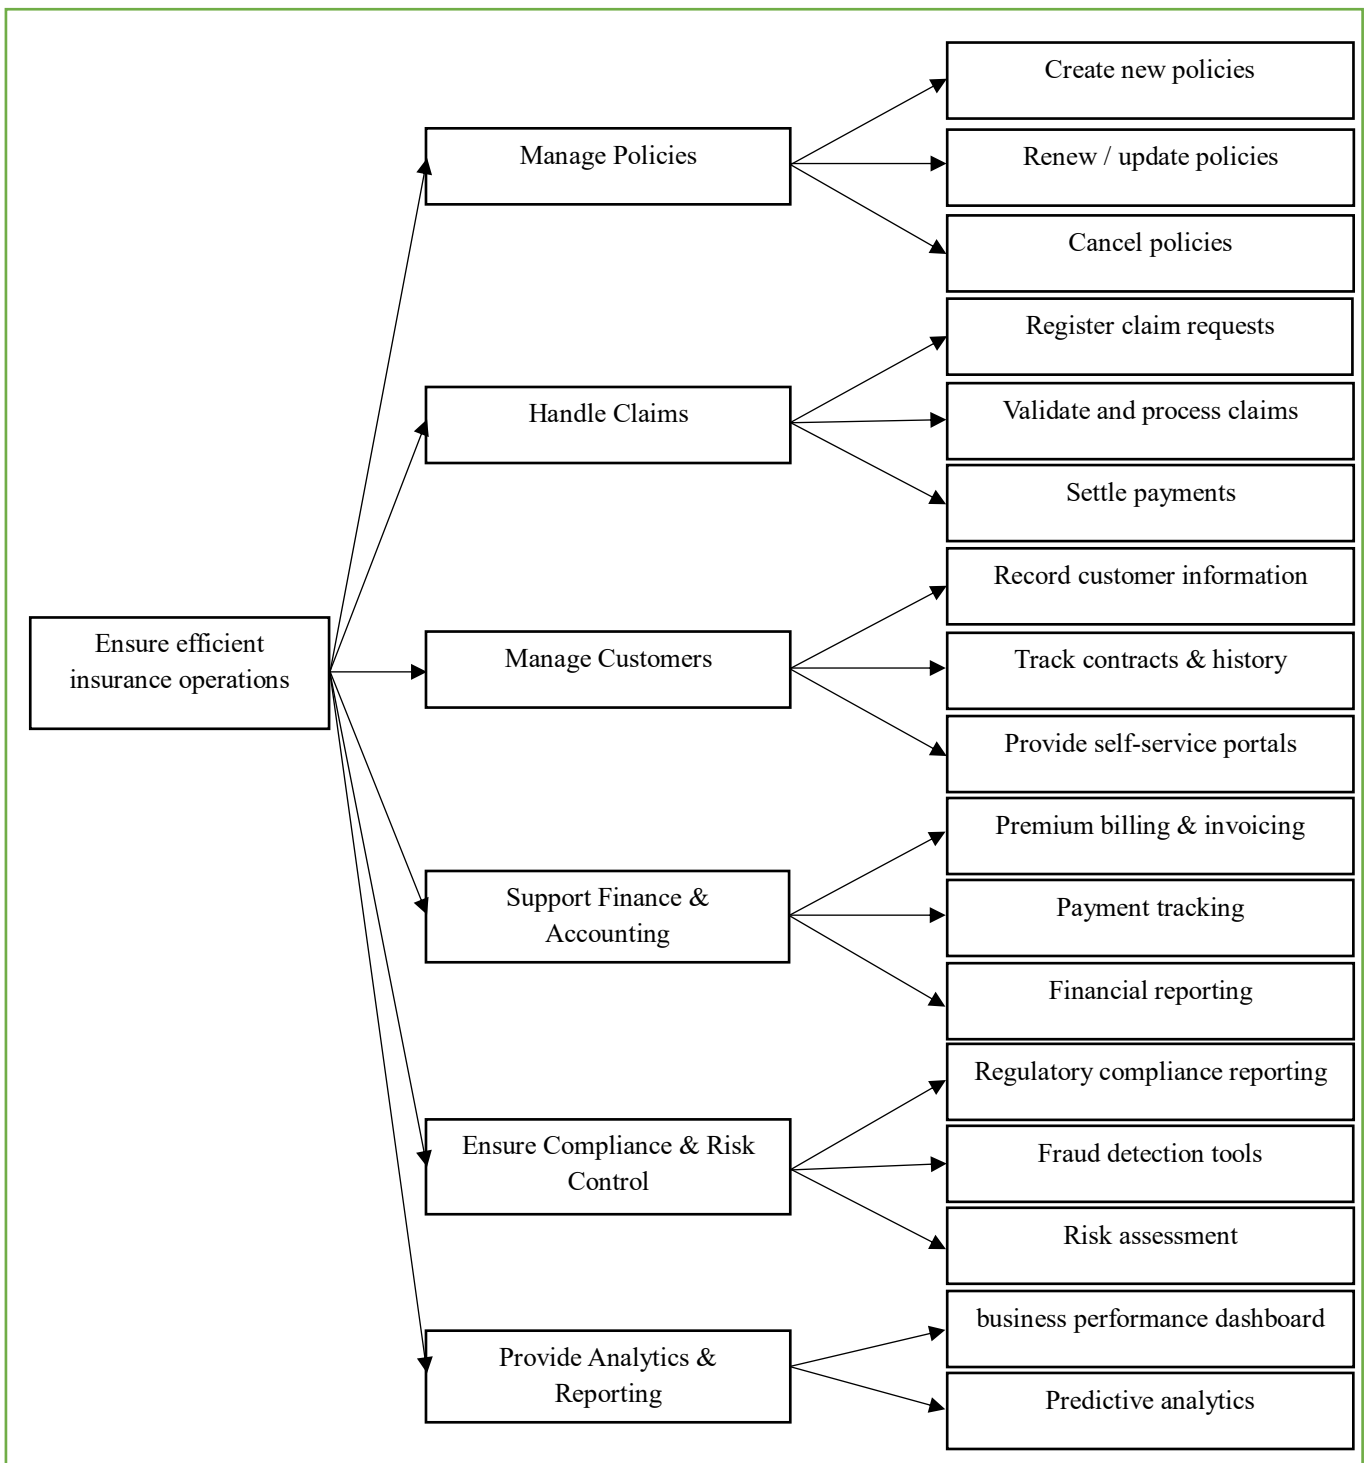 Ensure efficient
insurance operations
Manage Policies
Create new policies
Renew / update policies
Cancel policies
Handle Claims
Register claim requests
Validate and process claims
Settle payments
Manage Customers
Record customer information
Track contracts & history
Provide self-service portals
Support Finance &
Accounting
Premium billing & invoicing
Payment tracking
Financial reporting
Ensure Compliance & Risk
Control
Regulatory compliance reporting
Fraud detection tools
Risk assessment
Provide Analytics &
Reporting
business performance dashboard
Predictive analytics